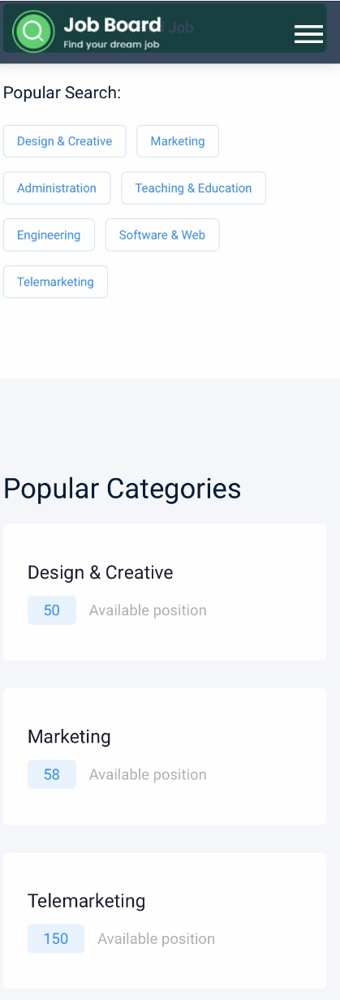 Job Board
Job
Find your dream job
Popular Search:
Design & Creative
Marketing
Administration
Teaching & Education
Engineering
Software & Web
Telemarketing
Popular Categories
Design & Creative
50 Available position
Marketing
58 Available position
Telemarketing
150 Available position